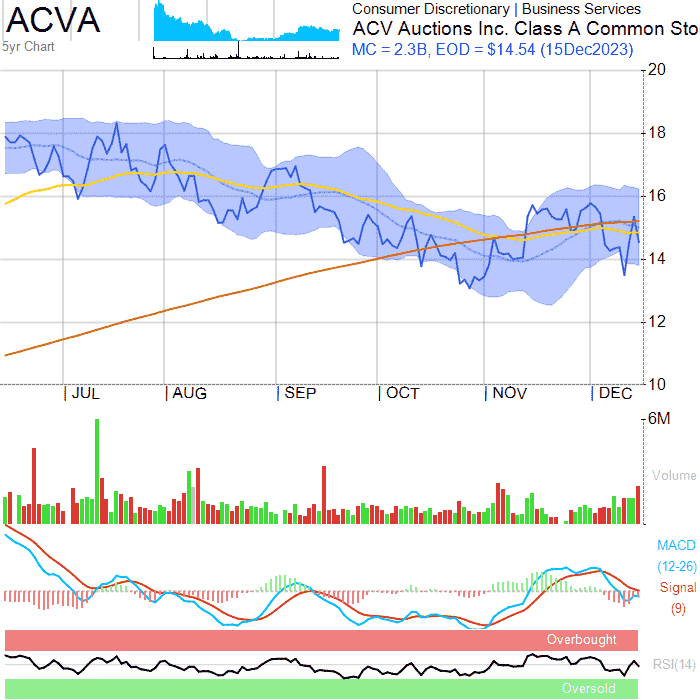 ACVA
5yr Chart
Consumer Discretionary | Business Services
ACV Auctions Inc. Class A Common Sto
MC = 2.3B, EOD = $14.54 (15Dec2023)
20
18
16
14
12
10
| JUL | AUG | SEP | OCT | NOV | DEC
6M
Volume
MACD
(12-26)
Signal
(9)
Overbought
RSI(14)
Oversold